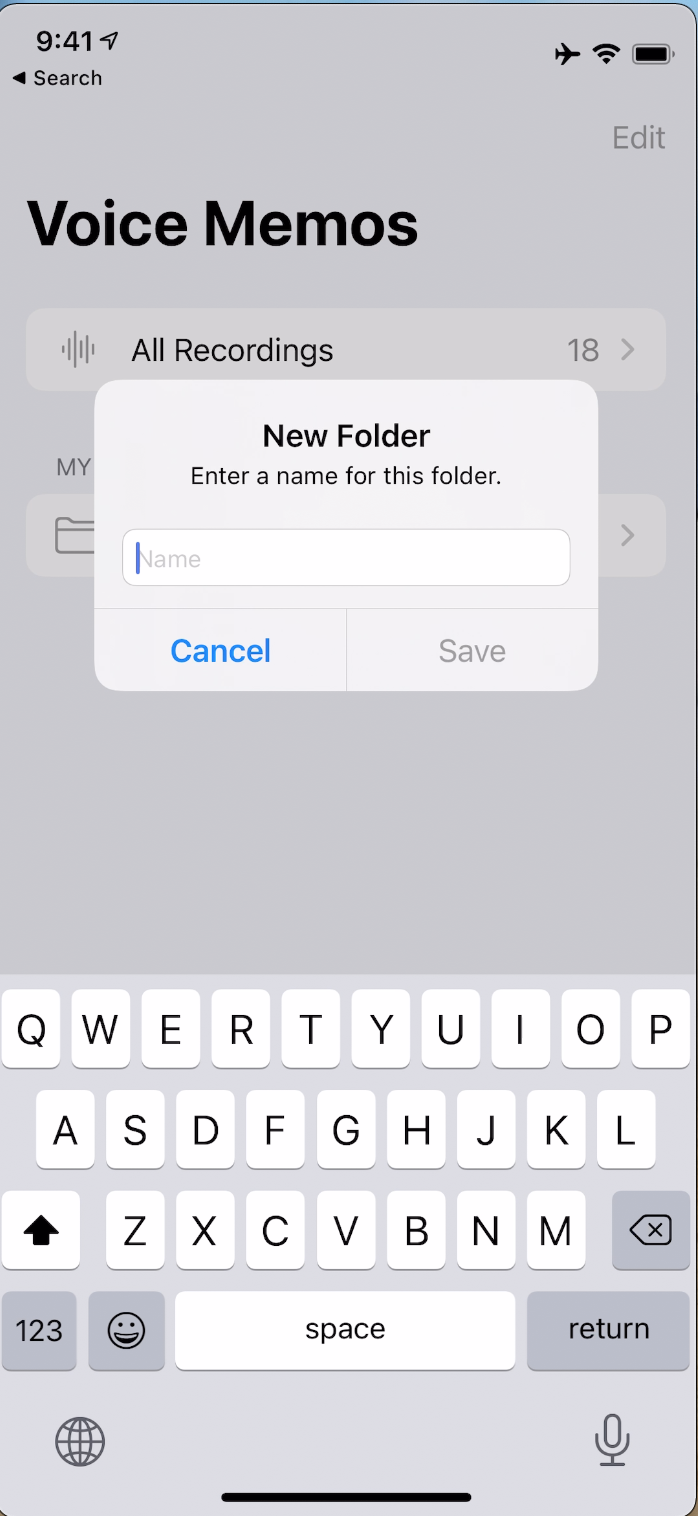 9:41
Search
Edit
Voice Memos
All Recordings 18
New Folder
MY
Enter a name for this folder.
Name
Cancel Save
Q W E R T Y U I O P
A S D F G H J K L
Z X C V B N M
123 space return